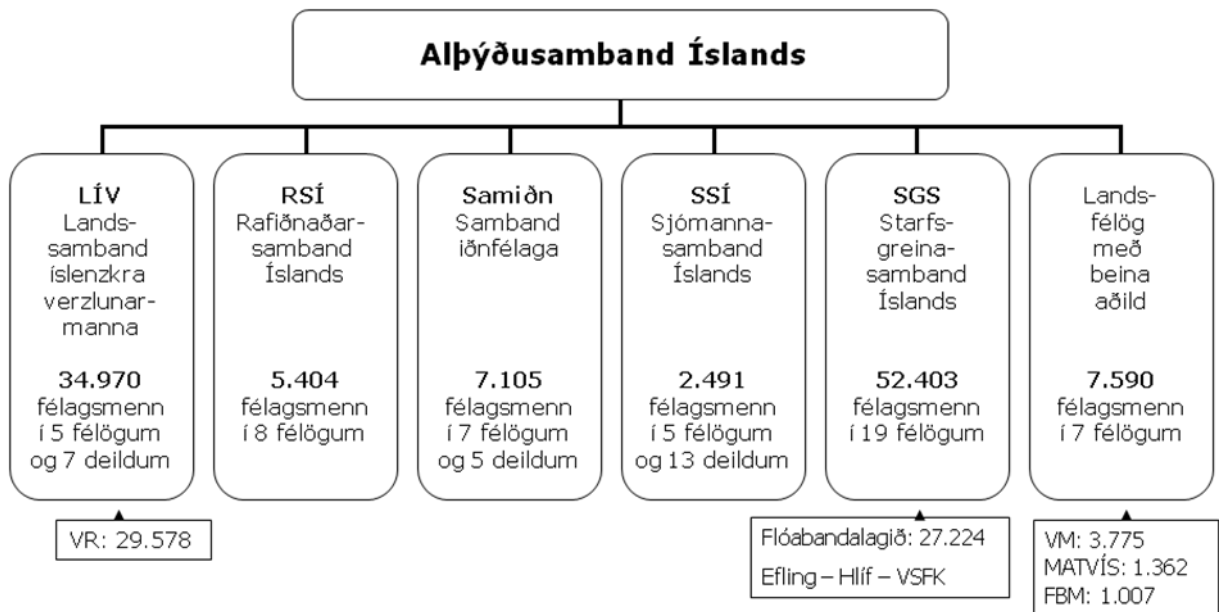 Alþýðusamband Íslands
LÍV
Lands-
samband
íslenzkra
verzlunar-
manna
34.970
félagsmenn
í 5 félögum
og 7 deildum
RSÍ
Rafiðnaðar-
samband
Íslands
5.404
félagsmenn
í 8 félögum
Samiðn
Samband
iðnfélaga
7.105
félagsmenn
í 7 félögum
og 5 deildum
SSÍ
Sjómanna-
samband
Íslands
2.491
félagsmenn
í 5 félögum
og 13 deildum
SGS
Starfs-
greina-
samband
Íslands
52.403
félagsmenn
í 19 félögum
Lands-
félög
með
beina
aðild
7.590
félagsmenn
í 7 félögum
VR: 29.578
Flóabandalagið: 27.224
Efling – Hlíf – VSFK
VM: 3.775
MATVÍS: 1.362
FBM: 1.007